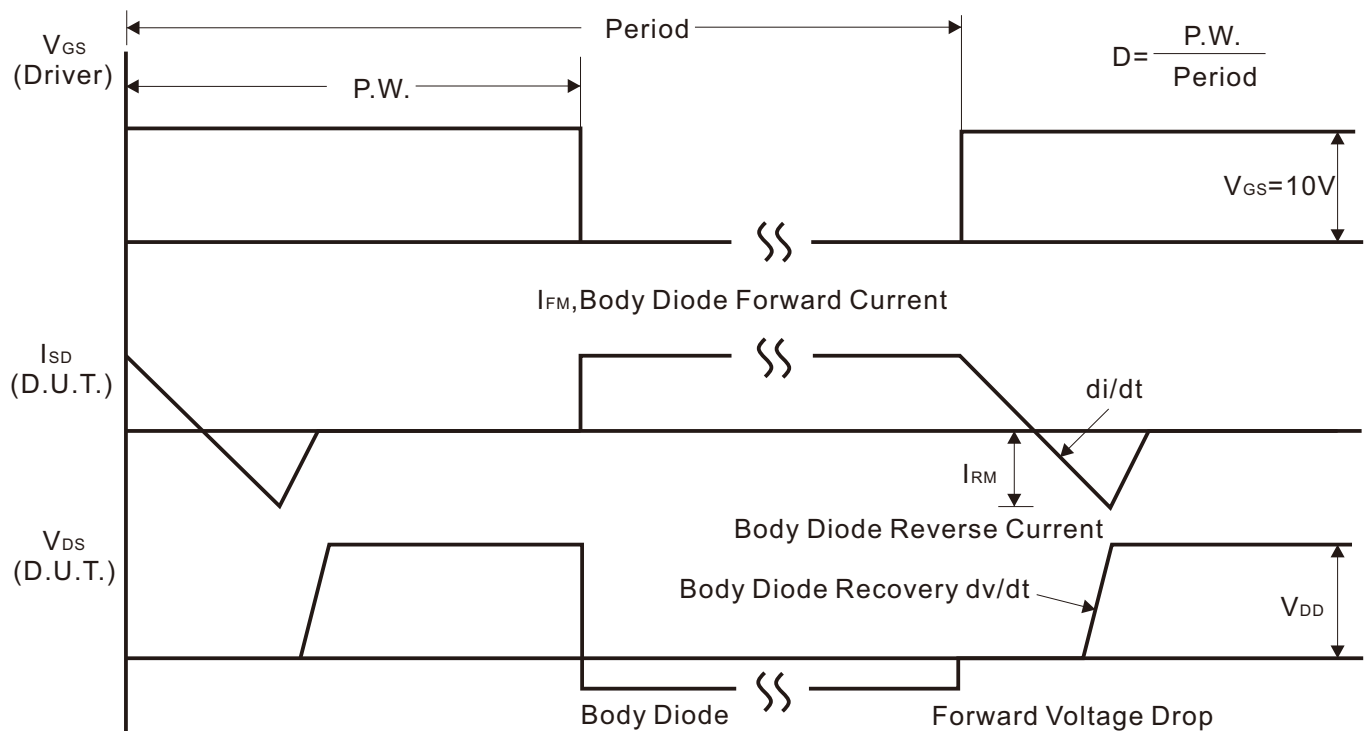 Period
VGS
(Driver)
D= P.W.
Period
P.W.
VGS=10V
IFM,Body Diode Forward Current
ISD
(D.U.T.)
di/dt
IRM
Body Diode Reverse Current
VDS
(D.U.T.)
Body Diode Recovery dv/dt
VDD
Body Diode
Forward Voltage Drop